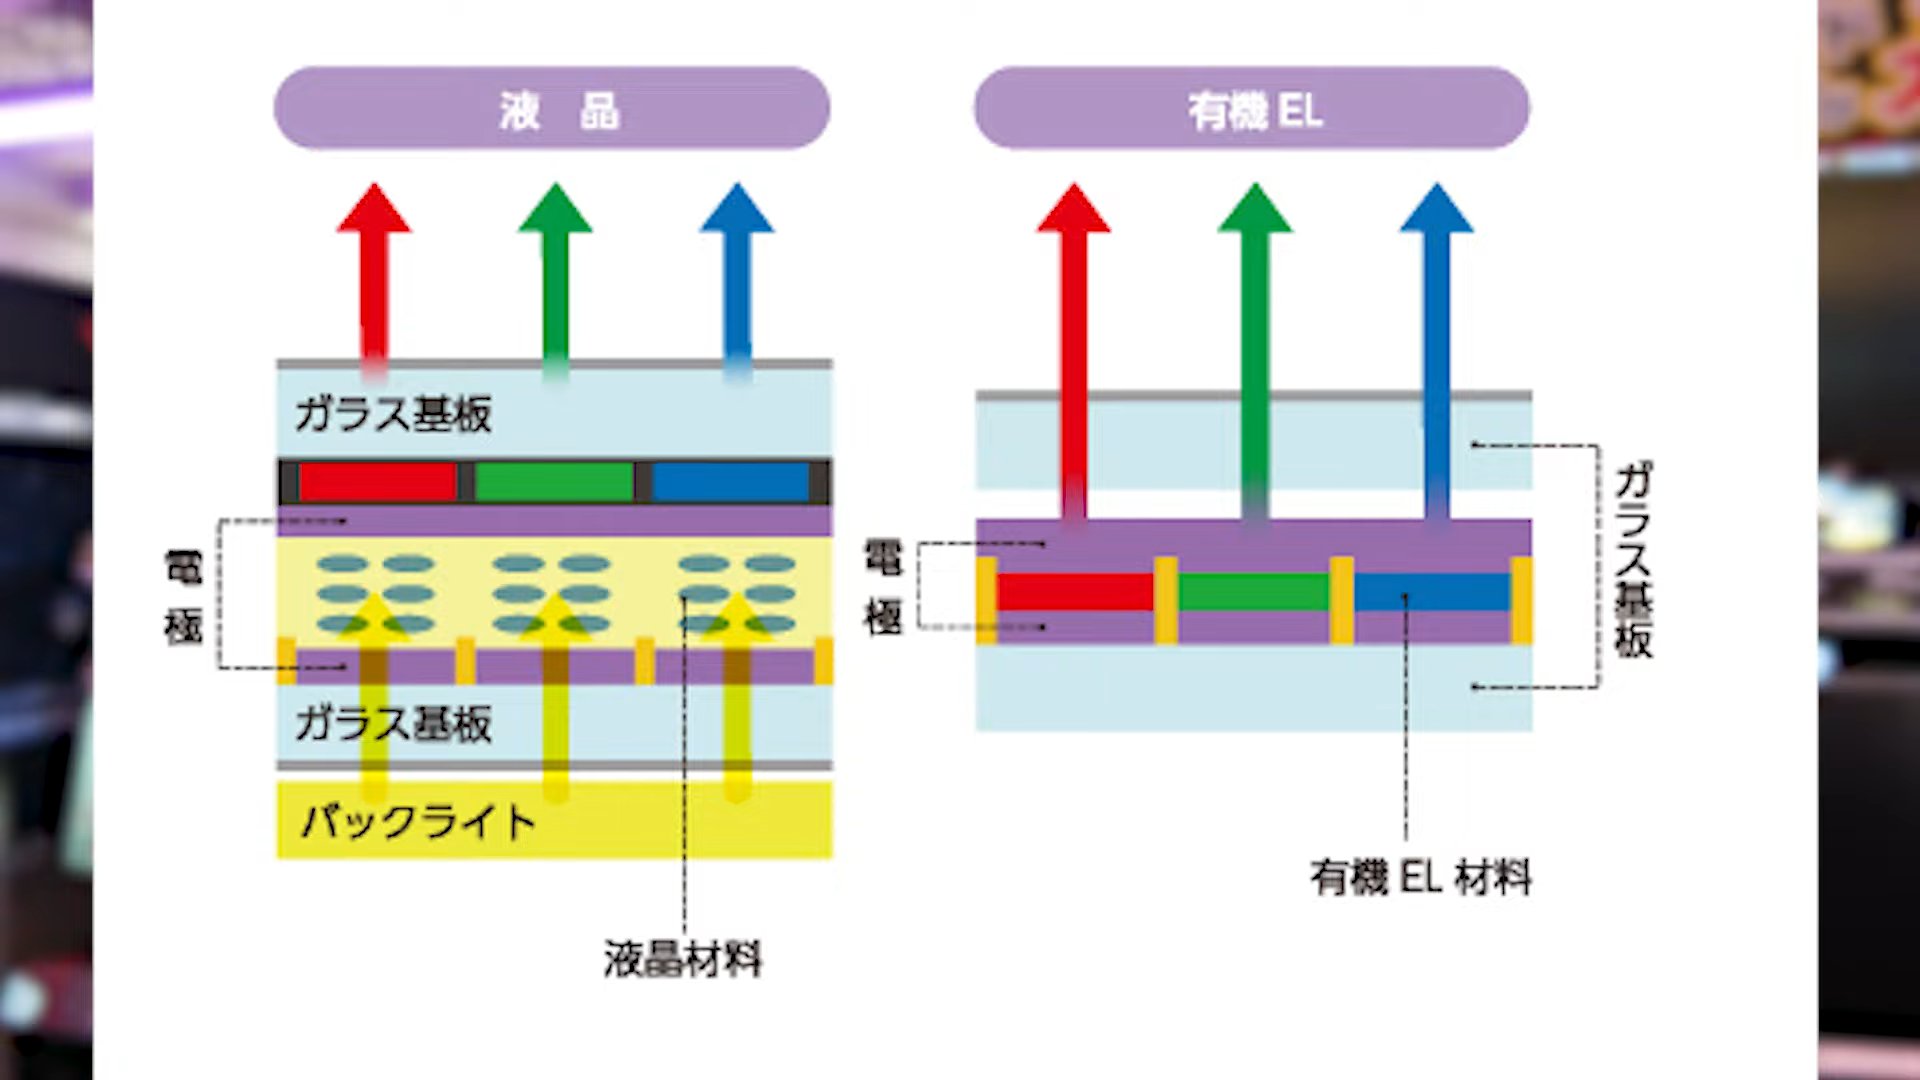 液 晶
有機 EL
ガラス基板
電極
ガラス基板
バックライト
液晶材料
電極
ガラス基板
有機 EL 材料